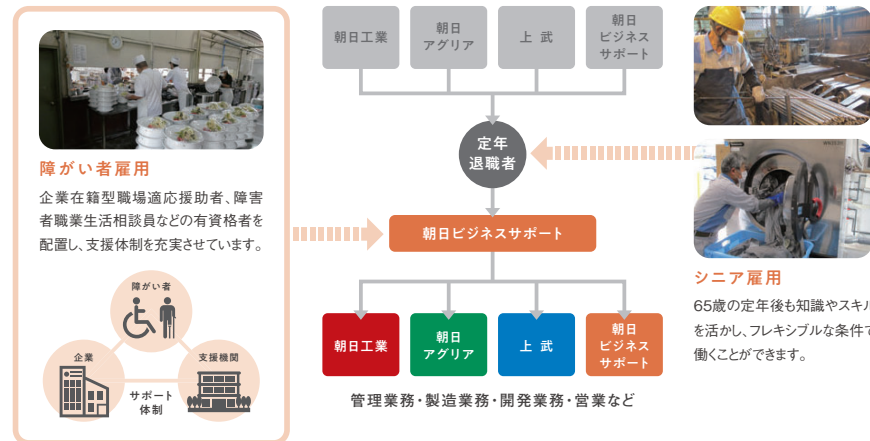 障がい者雇用
企業在籍型職場適応援助者、障害
者職業生活相談員などの有資格者を
配置し、支援体制を充実させています。
障がい者
企業
支援機関
サポート
体制
朝日工業
朝日
アグリア
上 武
朝日
ビジネス
サポート
定年
退職者
朝日ビジネスサポート
朝日工業
朝日
アグリア
上 武
朝日
ビジネス
サポート
管理業務・製造業務・開発業務・営業など
シニア雇用
65歳の定年後も知識やスキル
を活かし、フレキシブルな条件で
働くことができます。